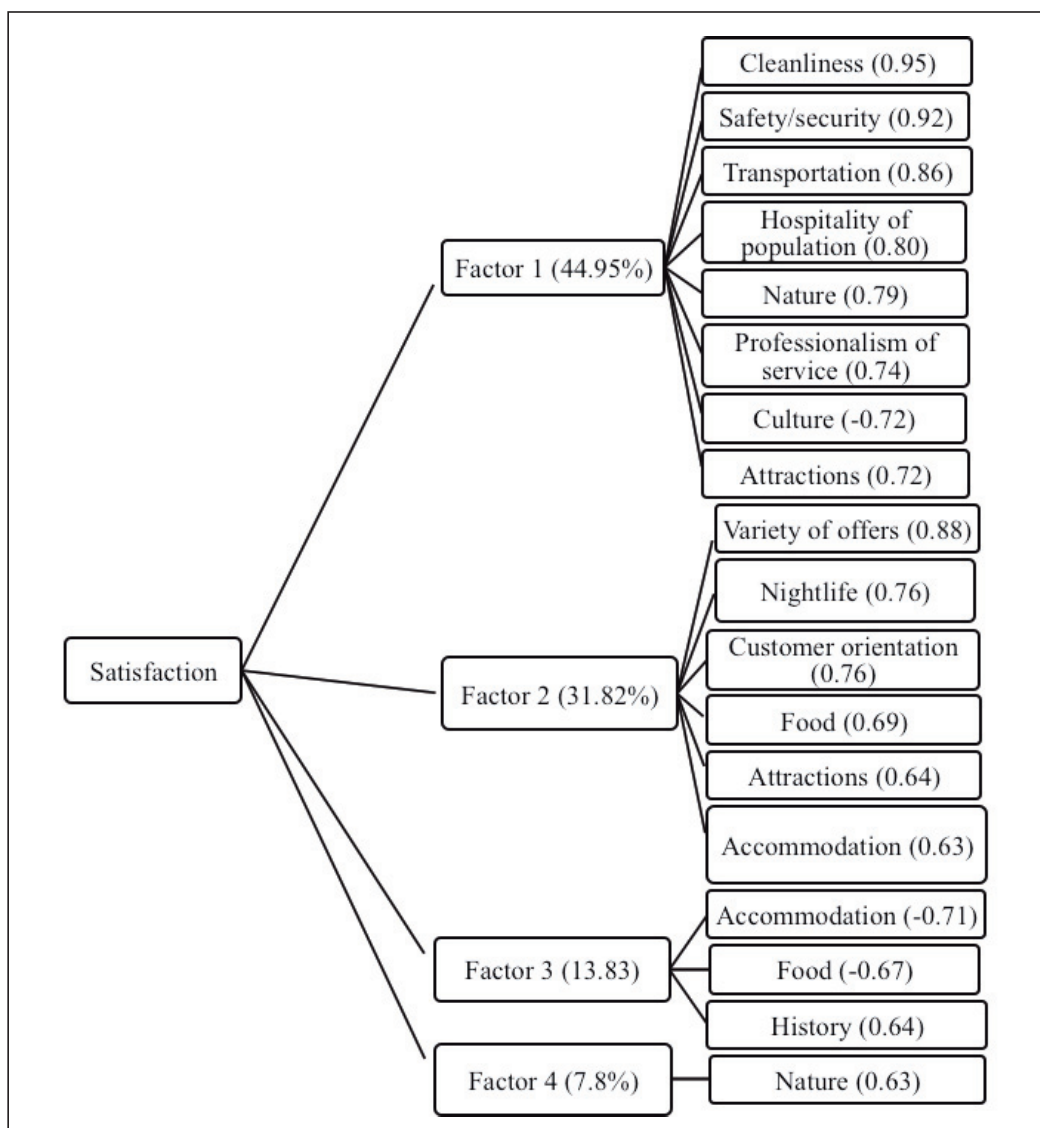 Cleanliness (0.95)
Safety/security (0.92)
Transportation (0.86)
Hospitality of
population (0.80)
Factor 1 (44.95%)
Nature (0.79)
Professionalism of
service (0.74)
Culture (-0.72)
Attractions (0.72)
Variety of offers (0.88)
Nightlife (0.76)
Customer orientation
(0.76)
Satisfaction
Factor 2 (31.82%)
Food (0.69)
Attractions (0.64)
Accommodation (0.63)
Accommodation (-0.71)
Factor 3 (13.83)
Food (-0.67)
History (0.64)
Factor 4 (7.8%)
Nature (0.63)